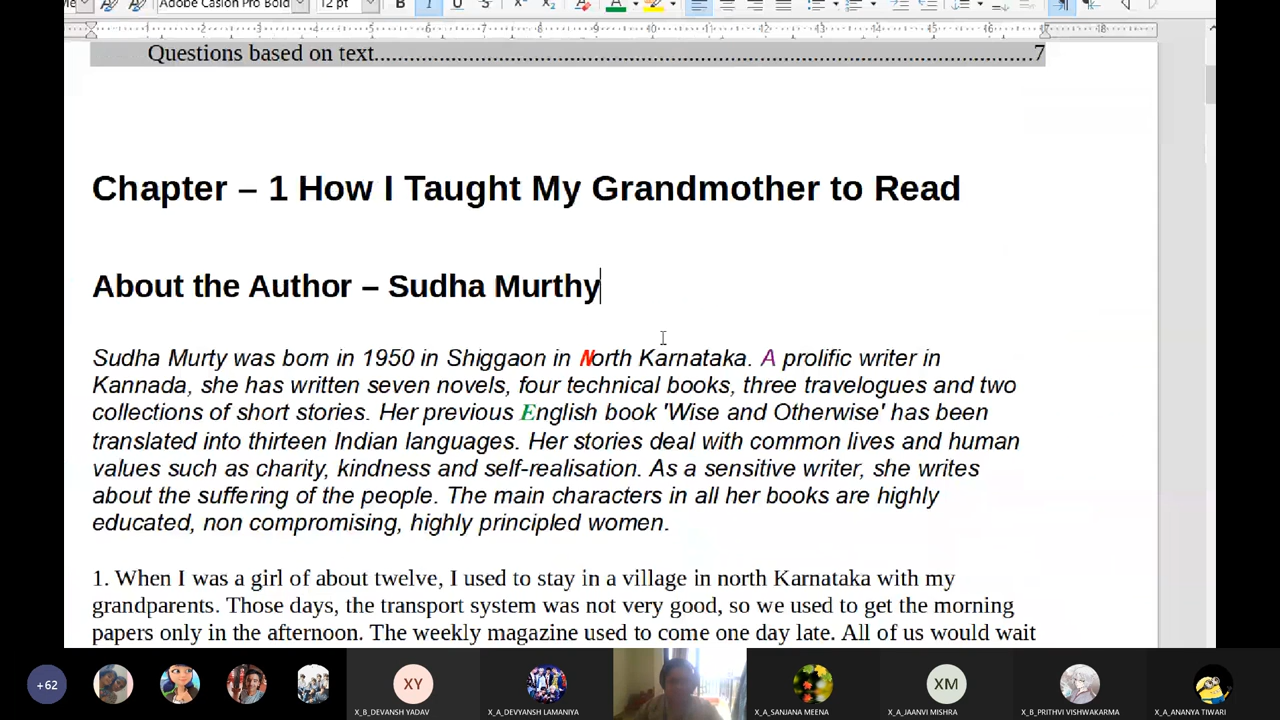 Adobe Caslon Pro Bold 12 pt
Questions based on text 7
Chapter – 1 How I Taught My Grandmother to Read
About the Author – Sudha Murthy
Sudha Murty was born in 1950 in Shiggaon in North Karnataka. A prolific writer in
Kannada, she has written seven novels, four technical books, three travelogues and two
collections of short stories. Her previous English book 'Wise and Otherwise' has been
translated into thirteen Indian languages. Her stories deal with common lives and human
values such as charity, kindness and self-realisation. As a sensitive writer, she writes
about the suffering of the people. The main characters in all her books are highly
educated, non compromising, highly principled women.
1. When I was a girl of about twelve, I used to stay in a village in north Karnataka with my
grandparents. Those days, the transport system was not very good, so we used to get the morning
papers only in the afternoon. The weekly magazine used to come one day late. All of us would wait
+62 XY XM
X_B_DEVANSH YADAV X_A_DEVYANSH LAMANIYA X_A_SANJANA MEENA X_A_JAANVI MISHRA X_B_PRITHVI VISHWAKARMA X_A_ANANYA TIWARI